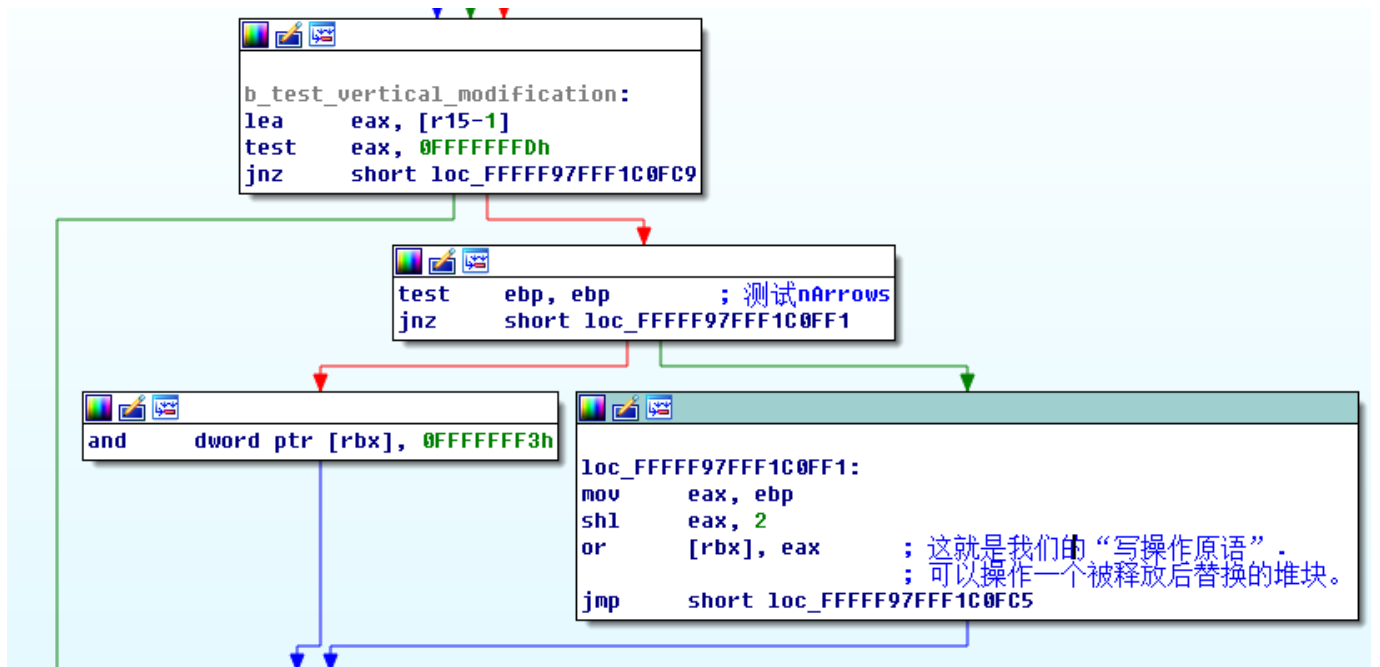 b_test_vertical_modification:
lea eax, [r15-1]
test eax, 0FFFFFFFDh
jnz short loc_FFFFF97FFF1C0FC9
test ebp, ebp ; 测试nArrows
jnz short loc_FFFFF97FFF1C0FF1
and dword ptr [rbx], 0FFFFFFF3h
loc_FFFFF97FFF1C0FF1:
mov eax, ebp
shl eax, 2
or [rbx], eax ; 这就是我们的“写操作原语”.
; 可以操作一个被释放后替换的堆块。
jmp short loc_FFFFF97FFF1C0FC5